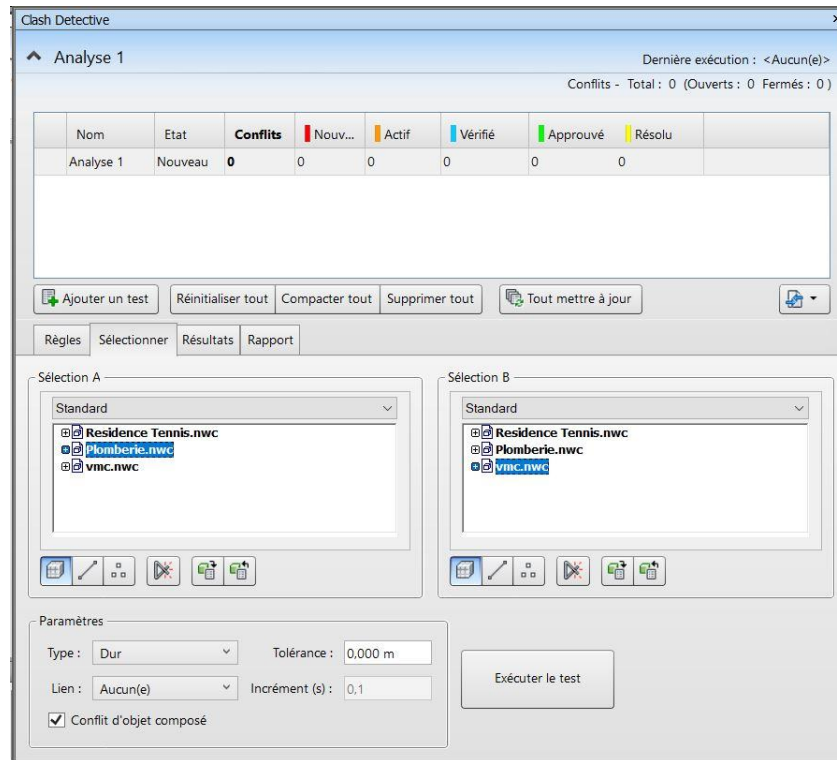 Clash Detective
Analyse 1
Dernière exécution : <Aucun(e)>
Conflits - Total : 0 (Ouverts : 0 Fermés : 0 )
Nom Etat Conflits Nouv... Actif Vérifié Approuvé Résolu
Analyse 1 Nouveau 0 0 0 0 0 0
Ajouter un test Réinitialiser tout Compacter tout Supprimer tout Tout mettre à jour
Règles Sélectionner Résultats Rapport
Sélection A Sélection B
Standard Standard
Residence Tennis.nwc Residence Tennis.nwc
Plomberie.nwc Plomberie.nwc
vmc.nwc vmc.nwc
Paramètres
Type : Dur Tolérance : 0,000 m
Exécuter le test
Lien : Aucun(e) Incrément (s) : 0,1
Conflit d'objet composé